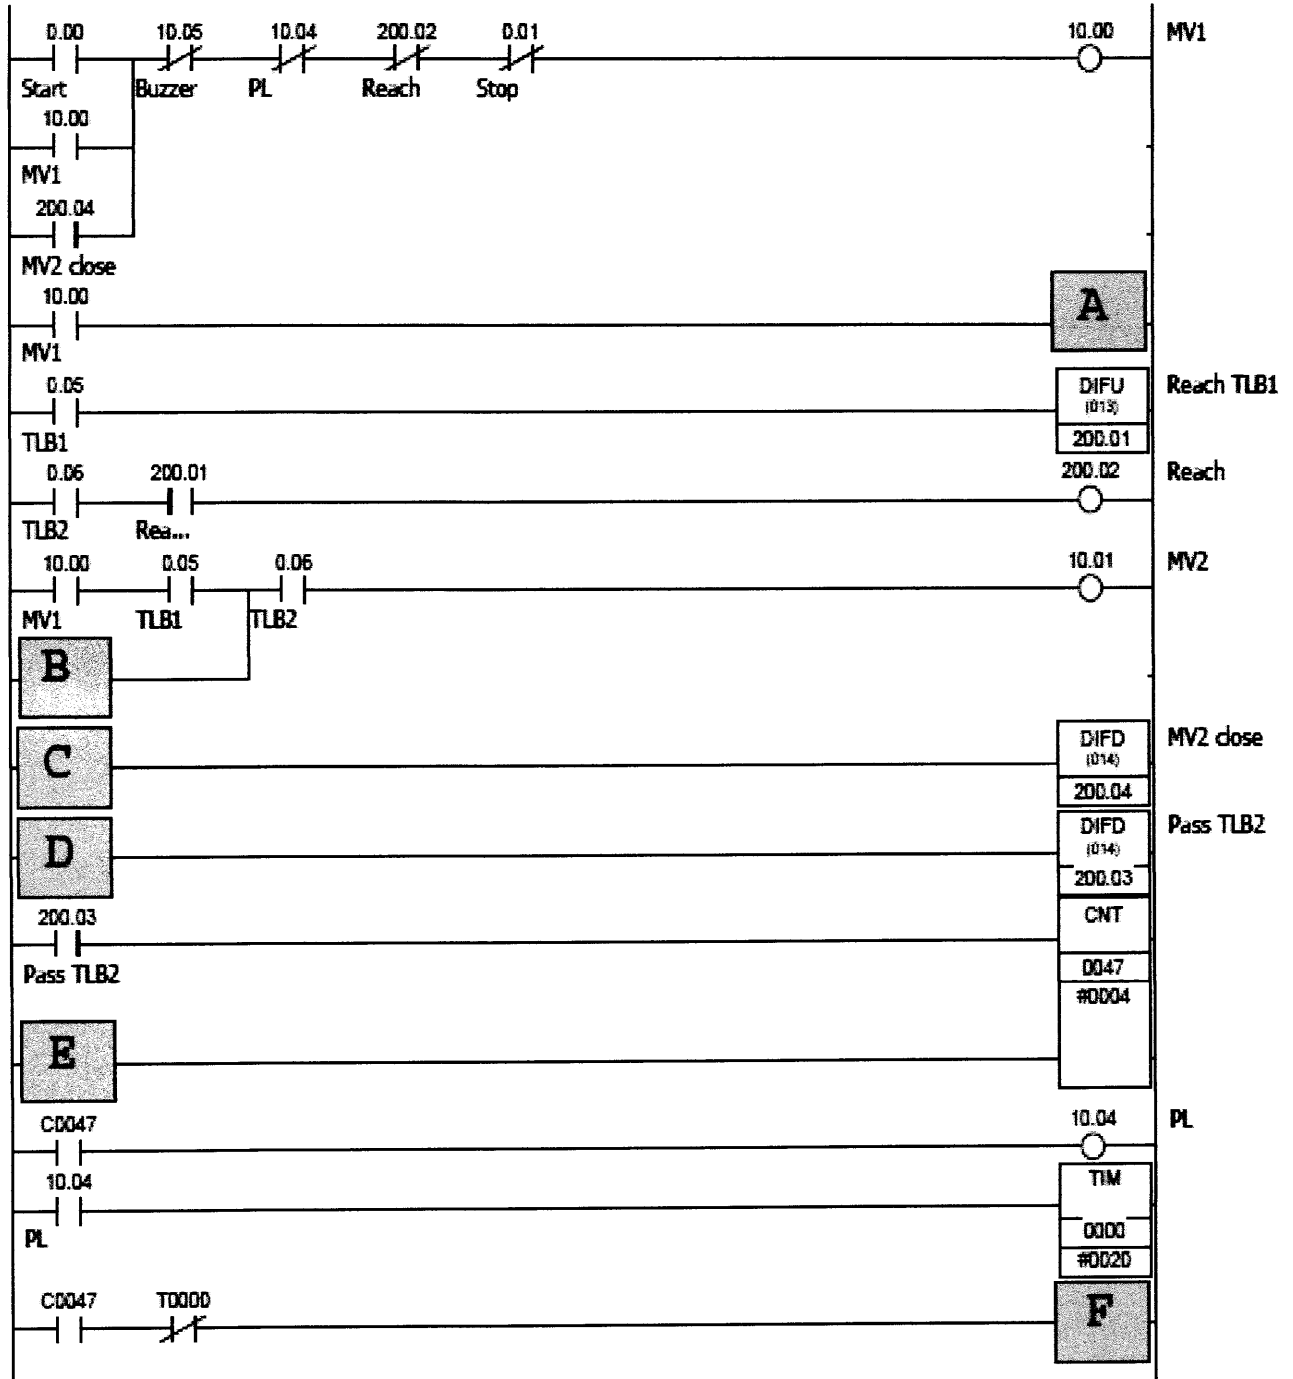 0.00 10.05 10.04 200.02 0.01 10.00 MV1
Start Buzzer PL Reach Stop
10.00
MV1
200.04
MV2 close
10.00
A
MV1
0.05
DIFU
(013)
200.01
Reach TLB1
TLB1
0.06 200.01 200.02 Reach
TLB2 Rea...
10.00 0.05 0.06 10.01 MV2
MV1 TLB1 TLB2
B
C
DIFD
(014)
200.04
MV2 close
D
DIFD
(014)
200.03
Pass TLB2
200.03
CNT
0047
#0004
Pass TLB2
E
C0047 10.04 PL
10.04
TIM
0000
#0020
PL
C0047 T0000
F